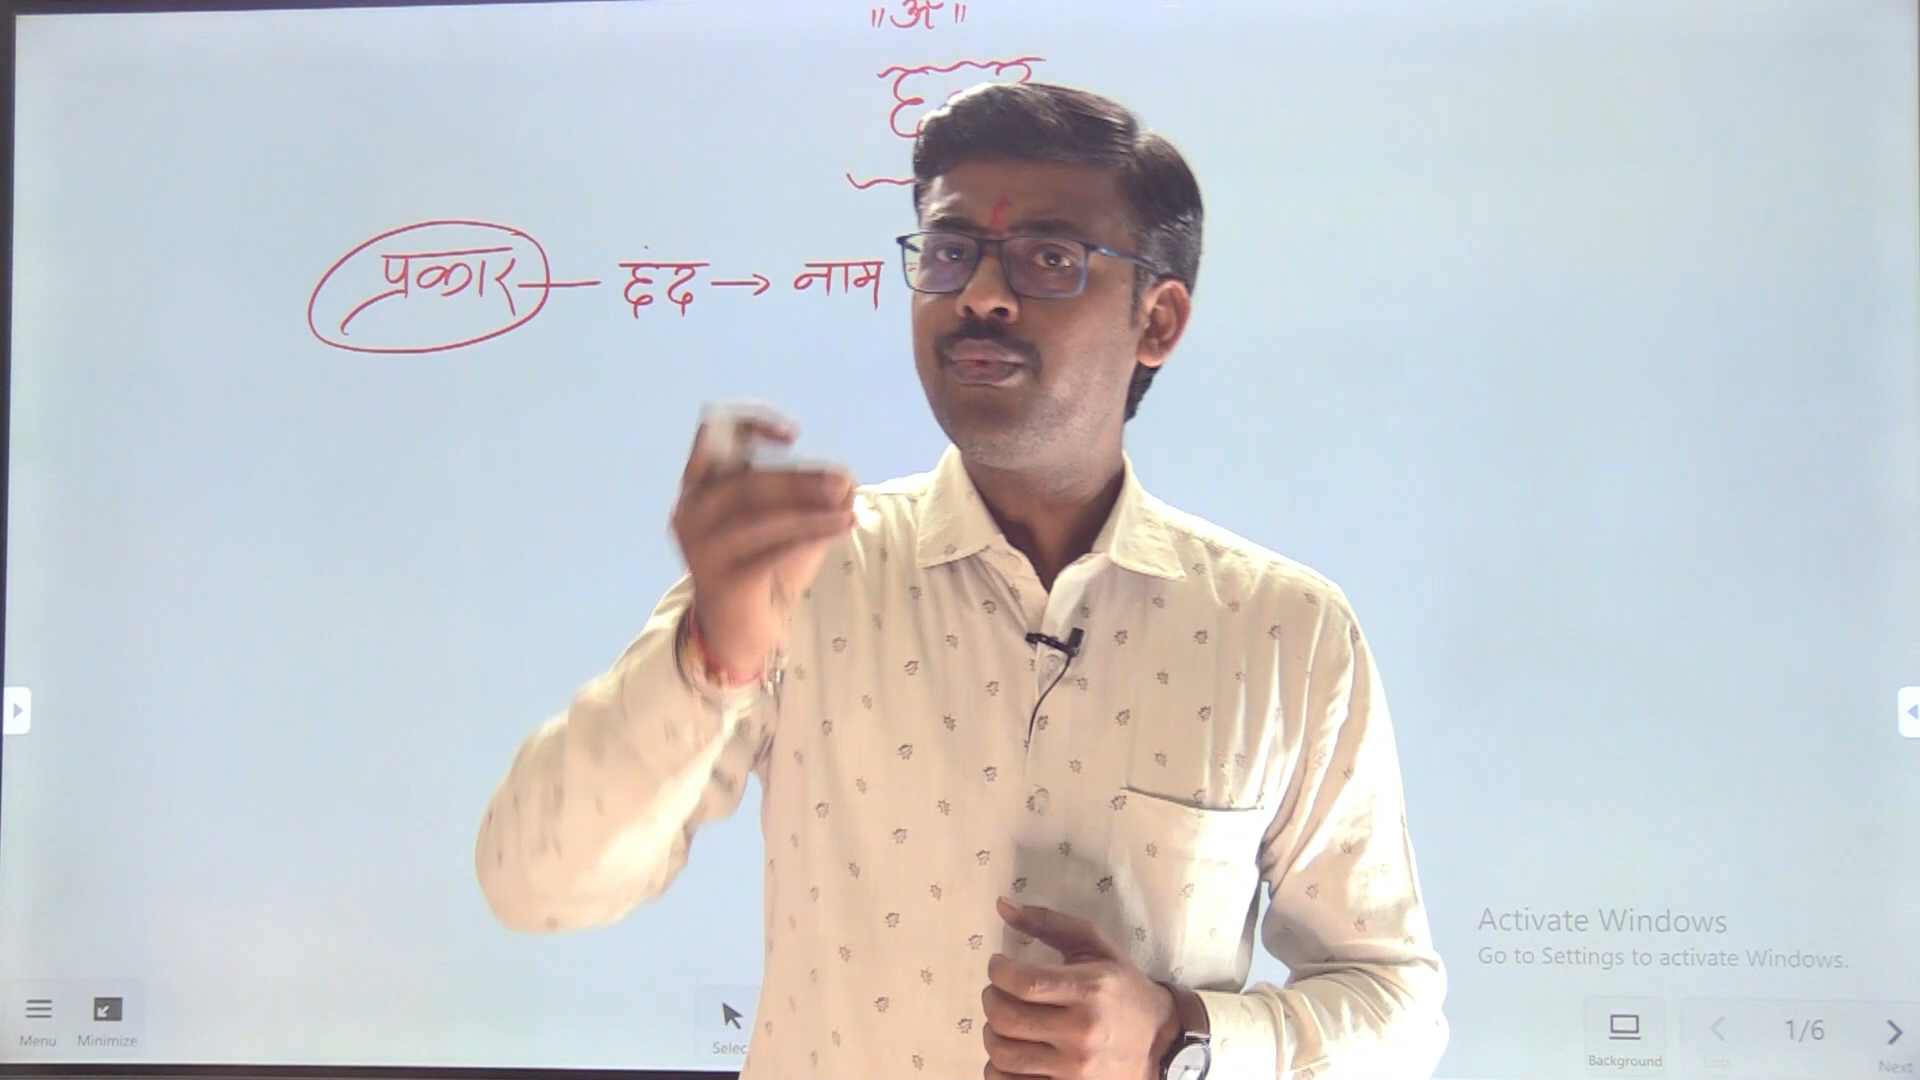 ॥ॐ॥
प्रकार — छंद → नाम
Activate Windows
Go to Settings to activate Windows.
Menu
Minimize
Background
1/6
Next